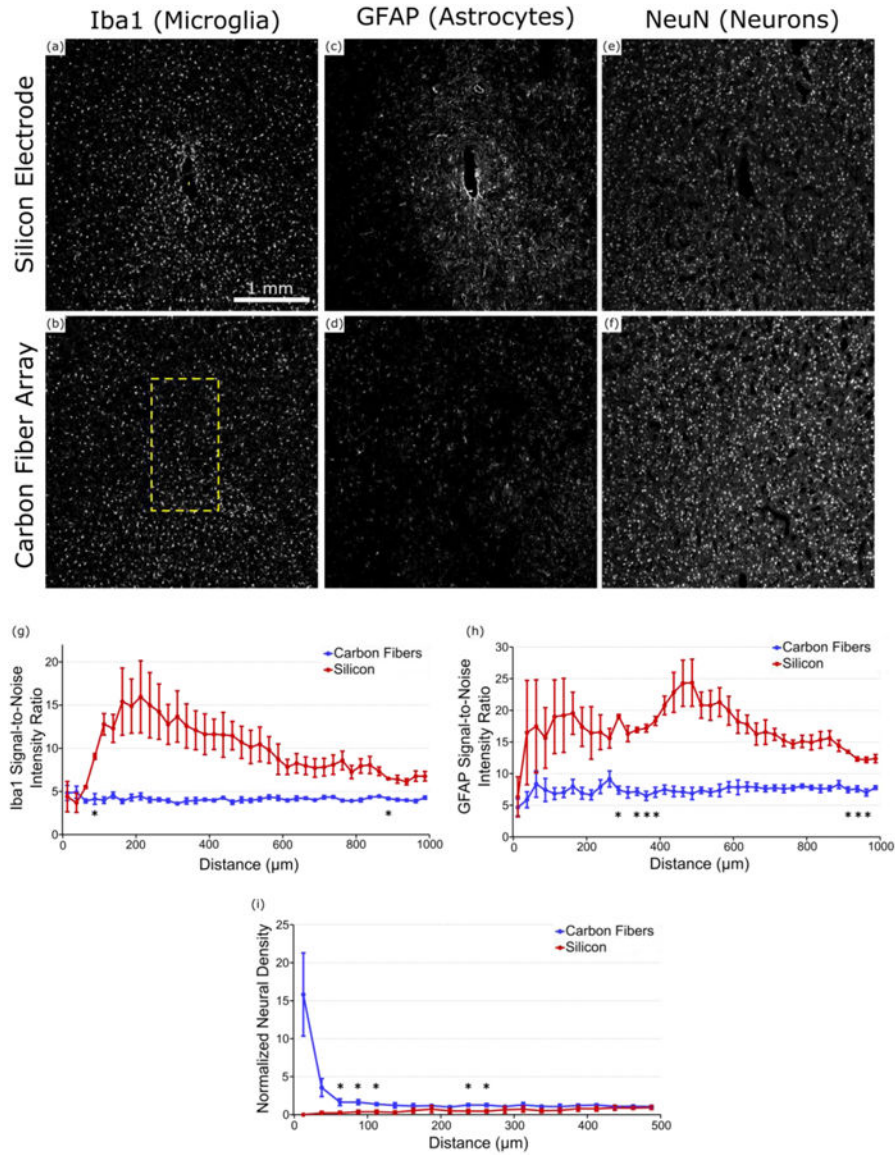 Iba1 (Microglia) GFAP (Astrocytes) NeuN (Neurons)
Silicon Electrode
(a) (c) (e)
1 mm
Carbon Fiber Array
(b) (d) (f)
(g)
Iba1 Signal-to-Noise
Intensity Ratio
20
15
10
5
0
Carbon Fibers
Silicon
*
*
0 200 400 600 800 1000
Distance (µm)
(h)
GFAP Signal-to-Noise
Intensity Ratio
30
25
20
15
10
5
0
Carbon Fibers
Silicon
* * * * * * *
0 200 400 600 800 1000
Distance (µm)
(i)
Normalized Neural Density
25
20
15
10
5
0
Carbon Fibers
Silicon
* * * * *
0 100 200 300 400 500
Distance (µm)